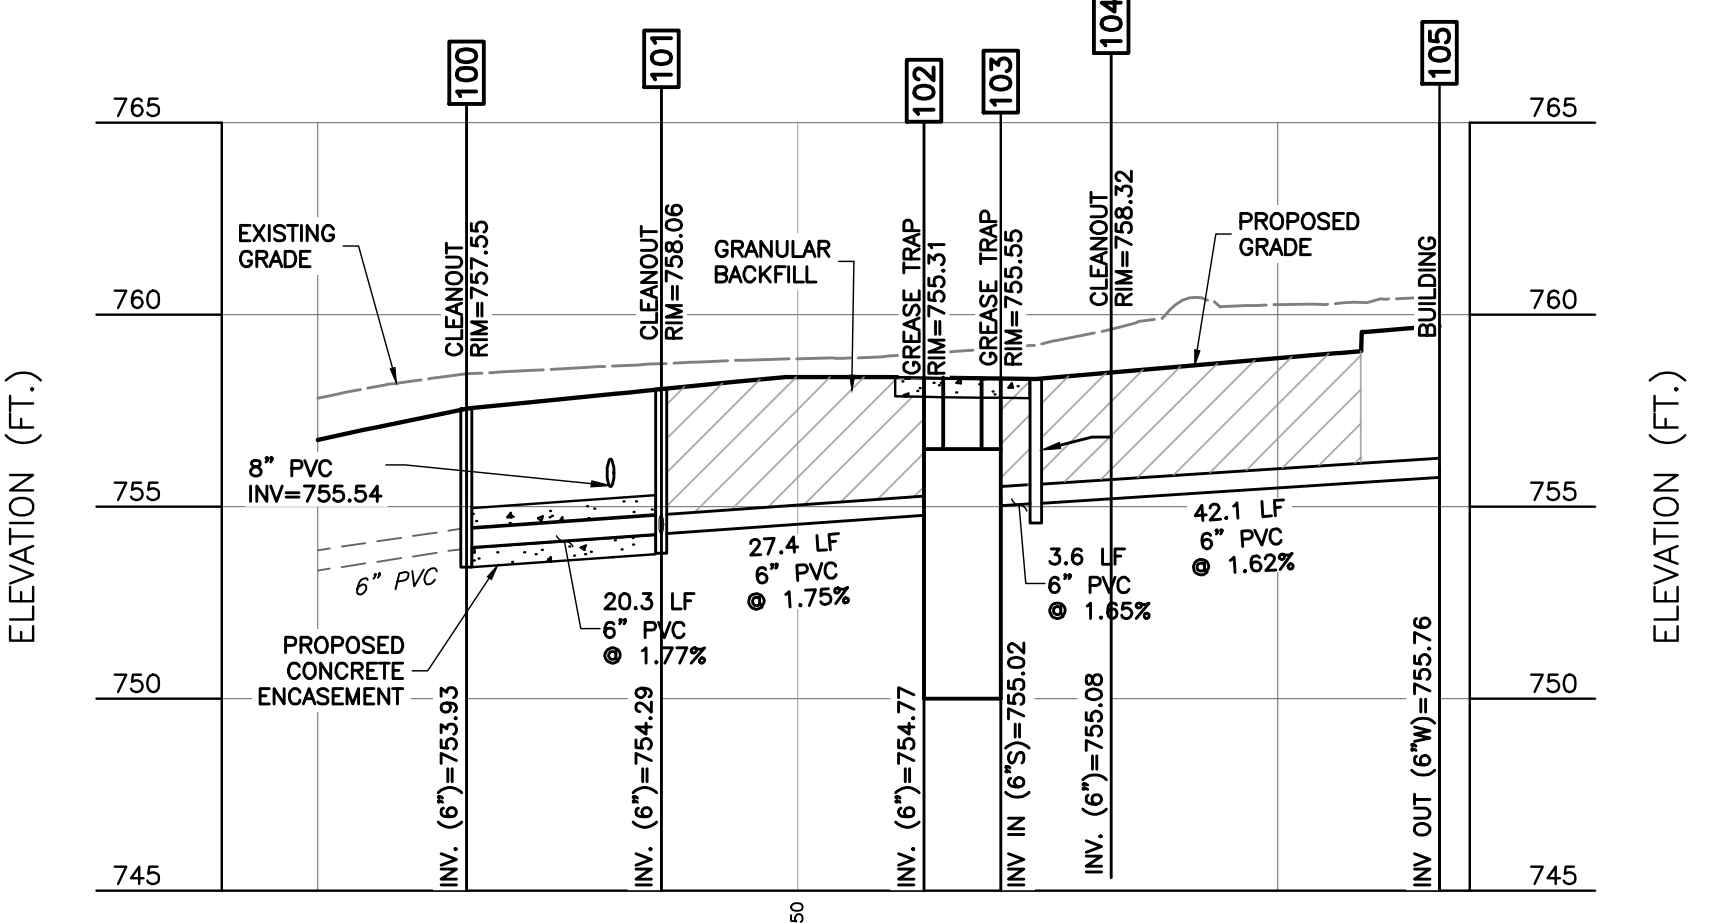 100
101
102
103
104
105
765
765
760
760
755
755
750
750
745
745
ELEVATION (FT.)
ELEVATION (FT.)
EXISTING
GRADE
CLEANOUT
RIM=757.55
CLEANOUT
RIM=758.06
GRANULAR
BACKFILL
GREASE TRAP
RIM=755.31
GREASE TRAP
RIM=755.55
CLEANOUT
RIM=758.32
PROPOSED
GRADE
BUILDING
8" PVC
INV=755.54
6" PVC
PROPOSED
CONCRETE
ENCASEMENT
20.3 LF
6" PVC
@ 1.77%
27.4 LF
6" PVC
@ 1.75%
3.6 LF
6" PVC
@ 1.65%
42.1 LF
6" PVC
@ 1.62%
INV. (6")=753.93
INV. (6")=754.29
INV. (6")=754.77
INV IN (6"S)=755.02
INV. (6")=755.08
INV OUT (6"W)=755.76
50